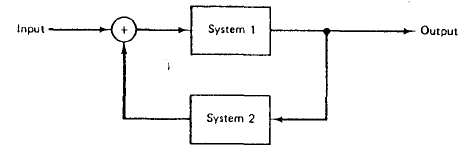 Input
+
System 1
Output
System 2